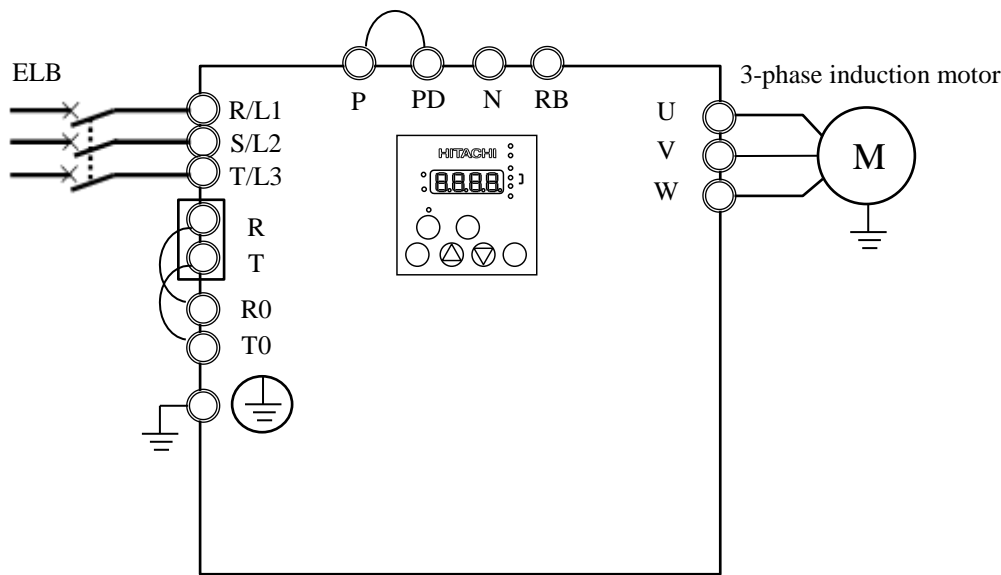 ELB
P PD N RB
3-phase induction motor
R/L1
S/L2
T/L3
R
T
R0
T0
HITACHI
8.8.8.8.
U
V
W
M